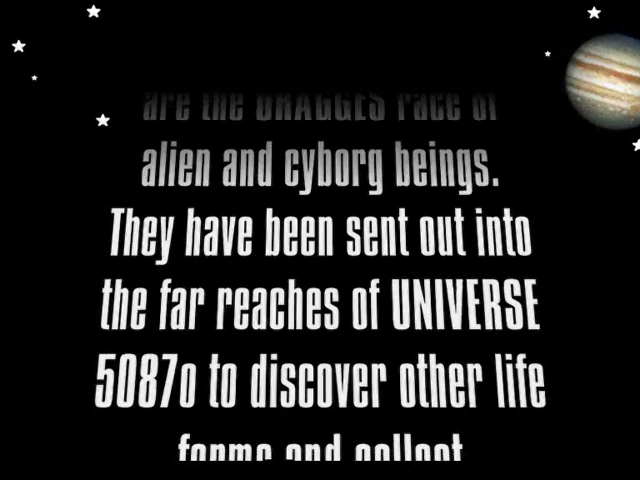 are the ORAGGES race of
alien and cyborg beings.
They have been sent out into
the far reaches of UNIVERSE
5087o to discover other life
forms and collect